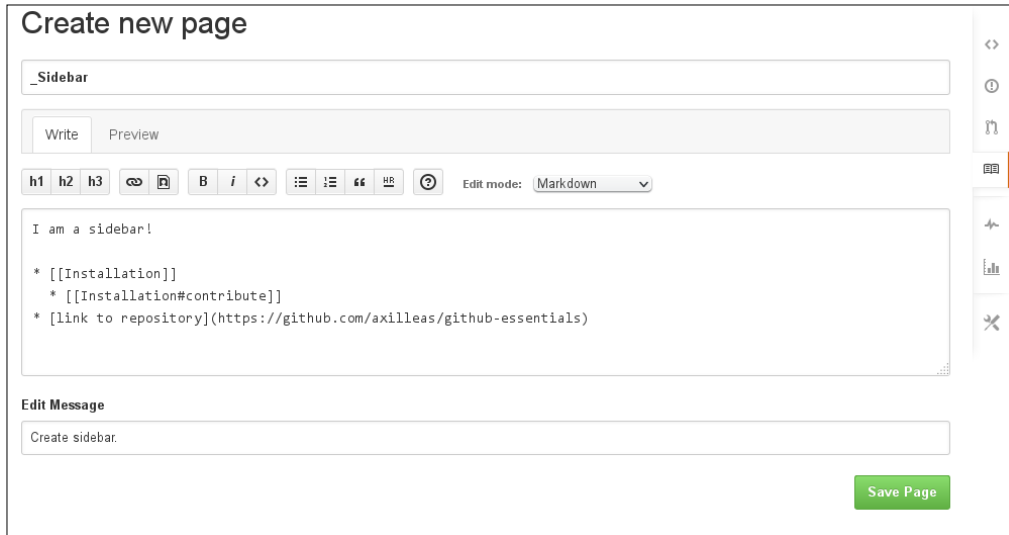 Create new page
_Sidebar
Write Preview
h1 h2 h3 B i <> “ HR ? Edit mode: Markdown
I am a sidebar!
* [[Installation]]
  * [[Installation#contribute]]
* [link to repository](https://github.com/axilleas/github-essentials)
Edit Message
Create sidebar.
Save Page